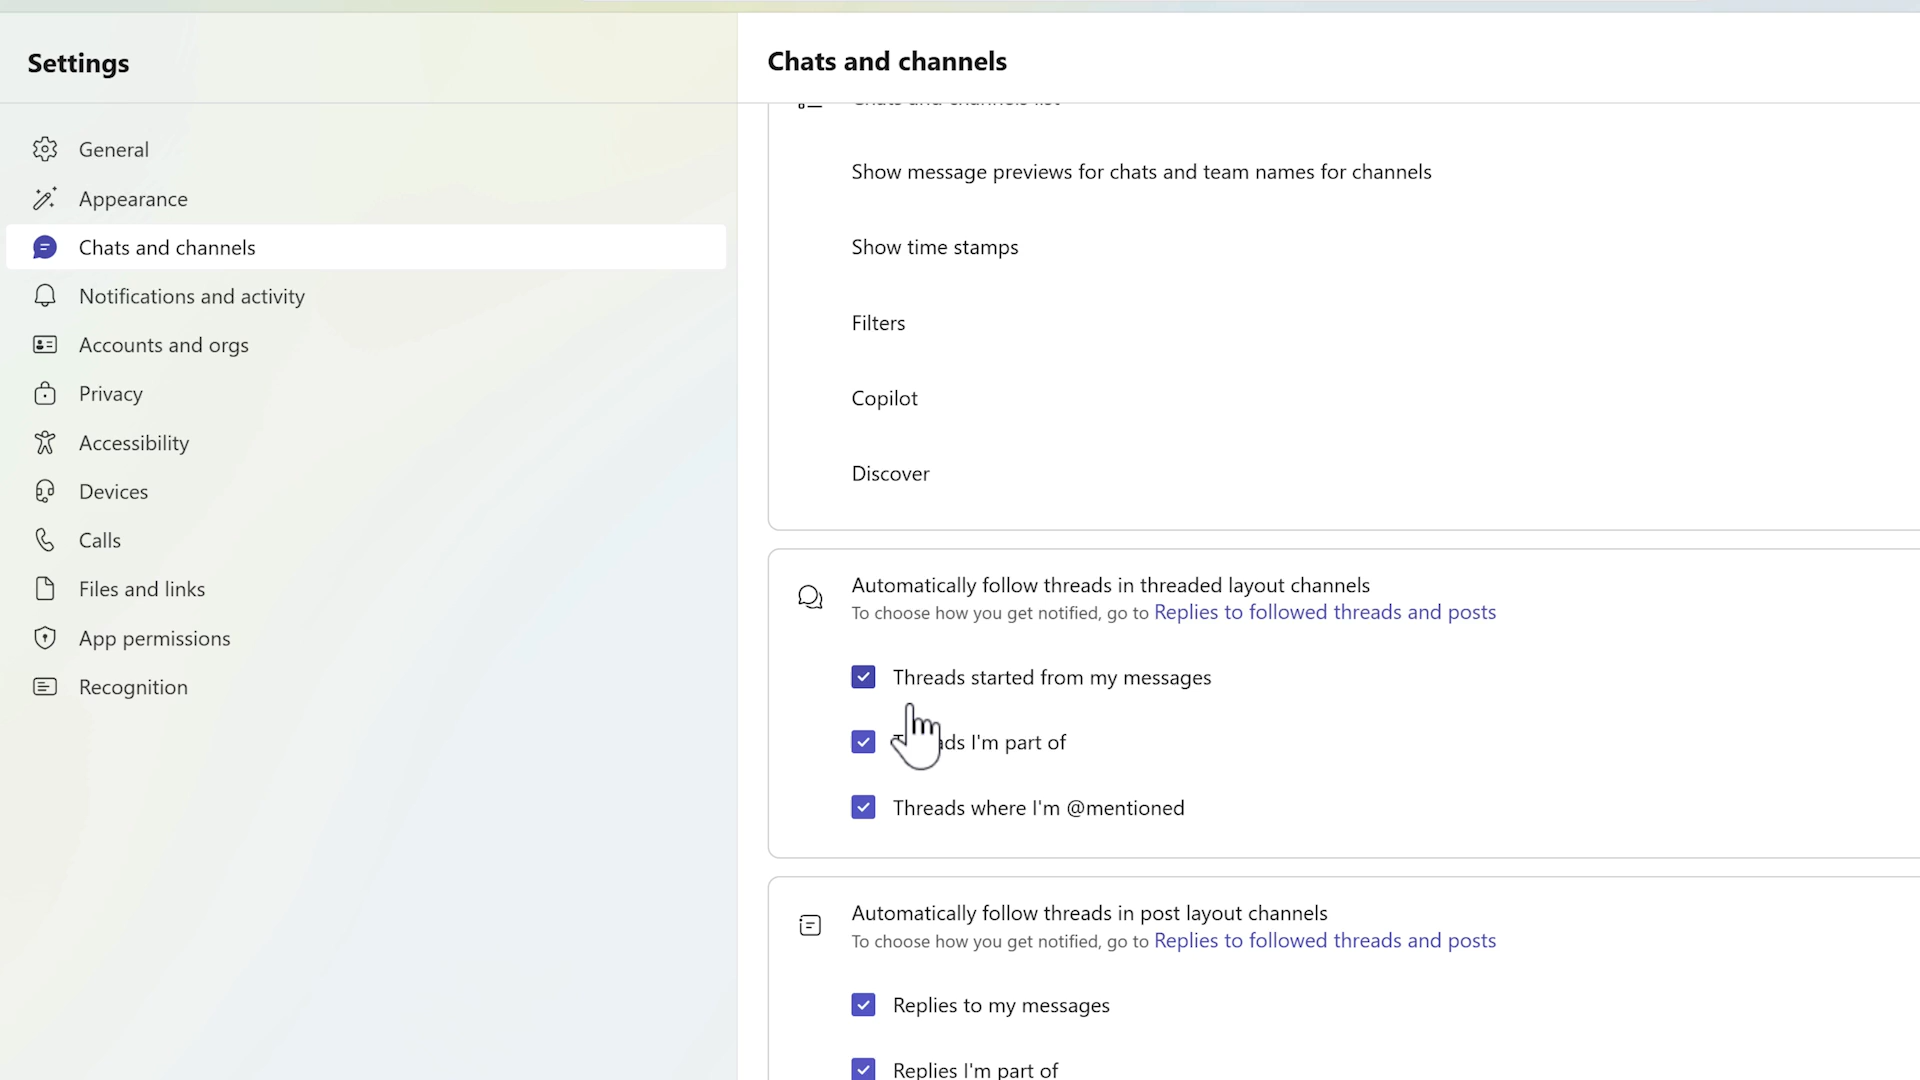 Settings
General
Appearance
Chats and channels
Notifications and activity
Accounts and orgs
Privacy
Accessibility
Devices
Calls
Files and links
App permissions
Recognition
Chats and channels
Chats and channels list
Show message previews for chats and team names for channels
Show time stamps
Filters
Copilot
Discover
Automatically follow threads in threaded layout channels
To choose how you get notified, go to Replies to followed threads and posts
Threads started from my messages
I'm part of
Threads where I'm @mentioned
Automatically follow threads in post layout channels
To choose how you get notified, go to Replies to followed threads and posts
Replies to my messages
Replies I'm part of